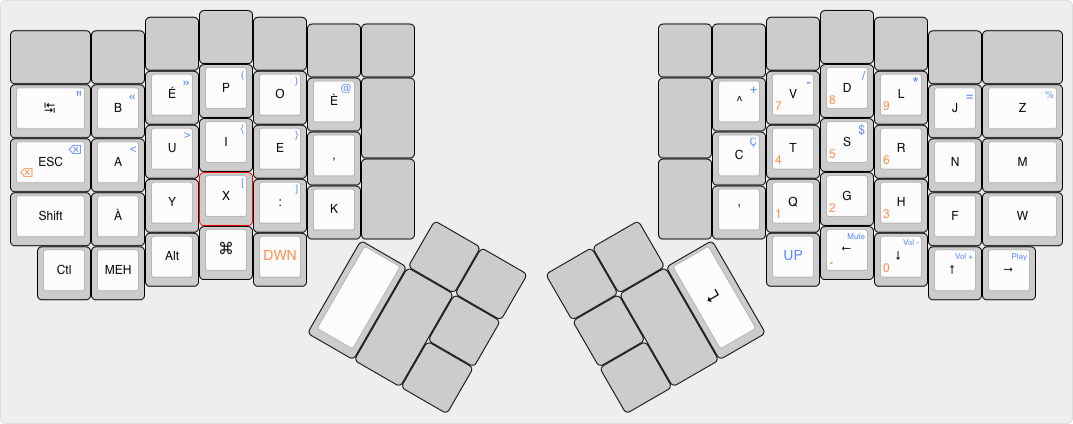 ⇥ "
B «
É »
P (
O )
È @
^ +
V - 7
D / 8
L * 9
J =
Z %
ESC ⌫ ⌫
A <
U >
I {
E }
,
C Ç
T 4
S $ 5
R 6
N
M
Shift
À
Y
X [
: ]
K
'
Q 1
G 2
H 3
F
W
Ctl
MEH
Alt
⌘
DWN
UP
← Mute .
↓ Vol - 0
↑ Vol +
→ Play
↵